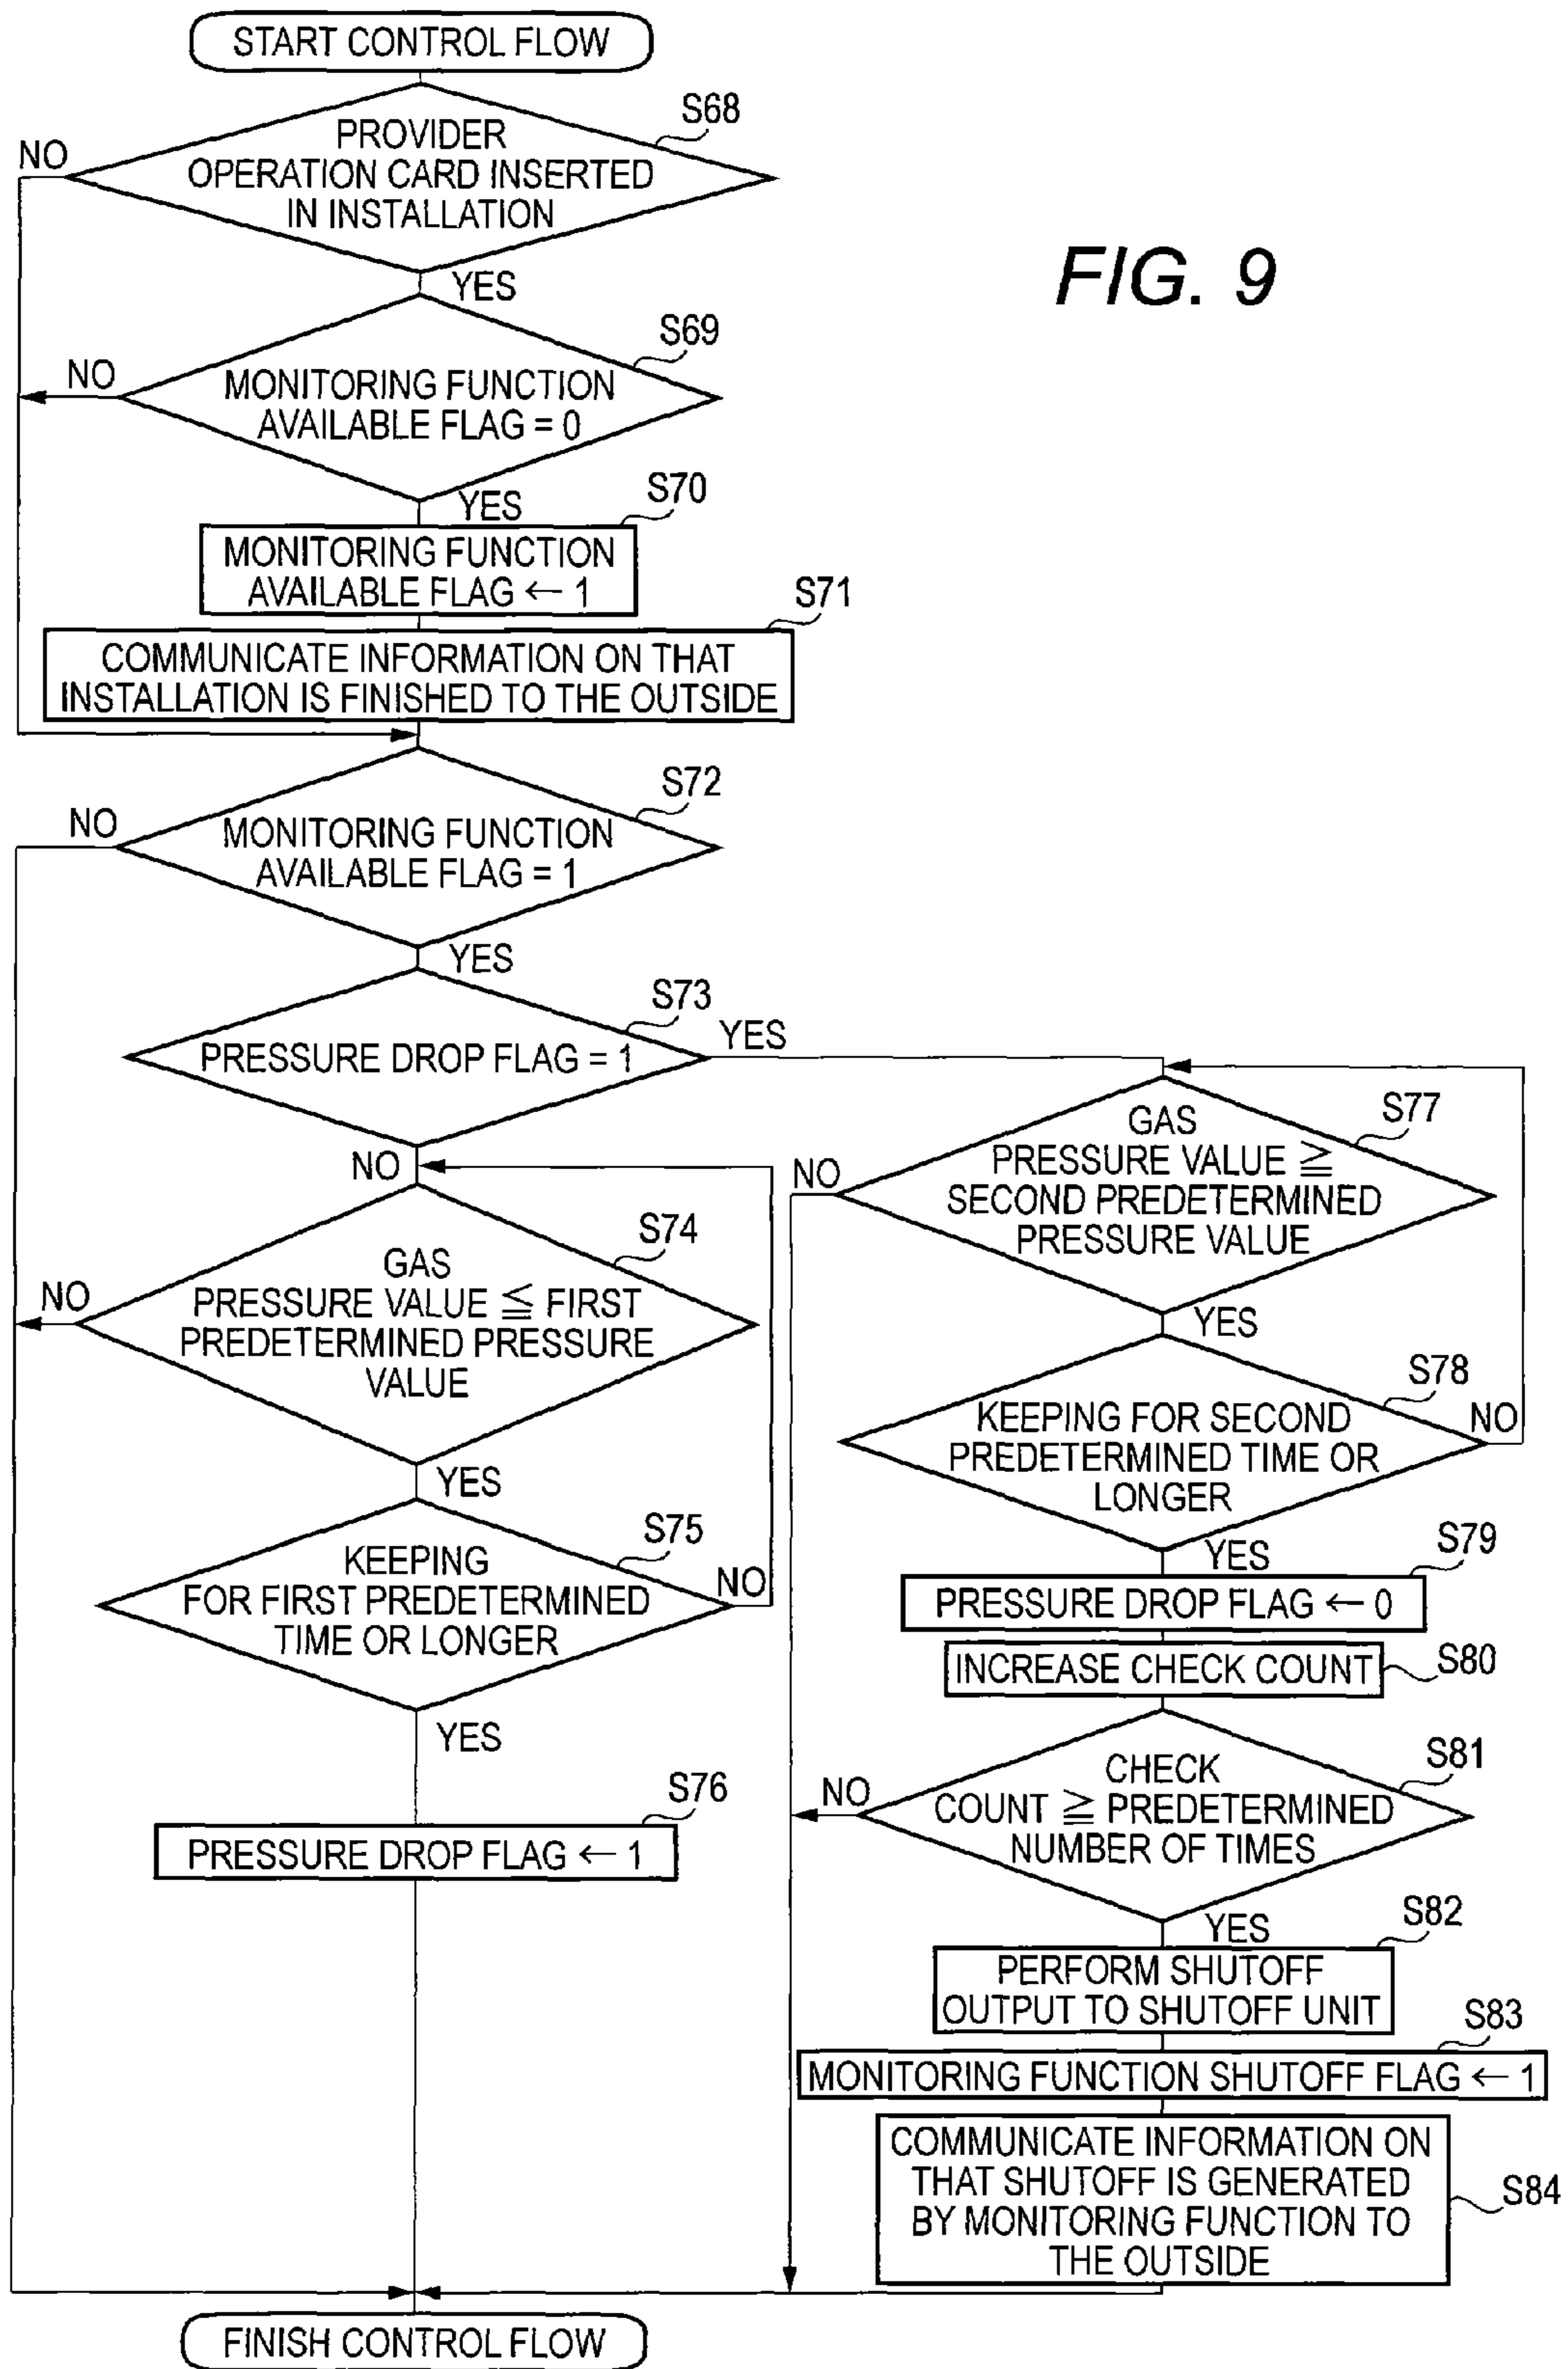 START CONTROL FLOW
S68
NO
PROVIDER
OPERATION CARD INSERTED
IN INSTALLATION
YES
FIG. 9
S69
NO
MONITORING FUNCTION
AVAILABLE FLAG = 0
YES
S70
MONITORING FUNCTION
AVAILABLE FLAG ← 1
S71
COMMUNICATE INFORMATION ON THAT
INSTALLATION IS FINISHED TO THE OUTSIDE
S72
NO
MONITORING FUNCTION
AVAILABLE FLAG = 1
YES
S73
PRESSURE DROP FLAG = 1
YES
NO
S74
NO
GAS
PRESSURE VALUE ≦ FIRST
PREDETERMINED PRESSURE
VALUE
YES
S75
KEEPING
FOR FIRST PREDETERMINED
TIME OR LONGER
NO
YES
S76
PRESSURE DROP FLAG ← 1
S77
NO
GAS
PRESSURE VALUE ≧
SECOND PREDETERMINED
PRESSURE VALUE
YES
S78
KEEPING FOR SECOND
PREDETERMINED TIME OR
LONGER
NO
YES
S79
PRESSURE DROP FLAG ← 0
INCREASE CHECK COUNT
S80
S81
NO
CHECK
COUNT ≧ PREDETERMINED
NUMBER OF TIMES
YES
S82
PERFORM SHUTOFF
OUTPUT TO SHUTOFF UNIT
S83
MONITORING FUNCTION SHUTOFF FLAG ← 1
COMMUNICATE INFORMATION ON
THAT SHUTOFF IS GENERATED
BY MONITORING FUNCTION TO
THE OUTSIDE
S84
FINISH CONTROL FLOW